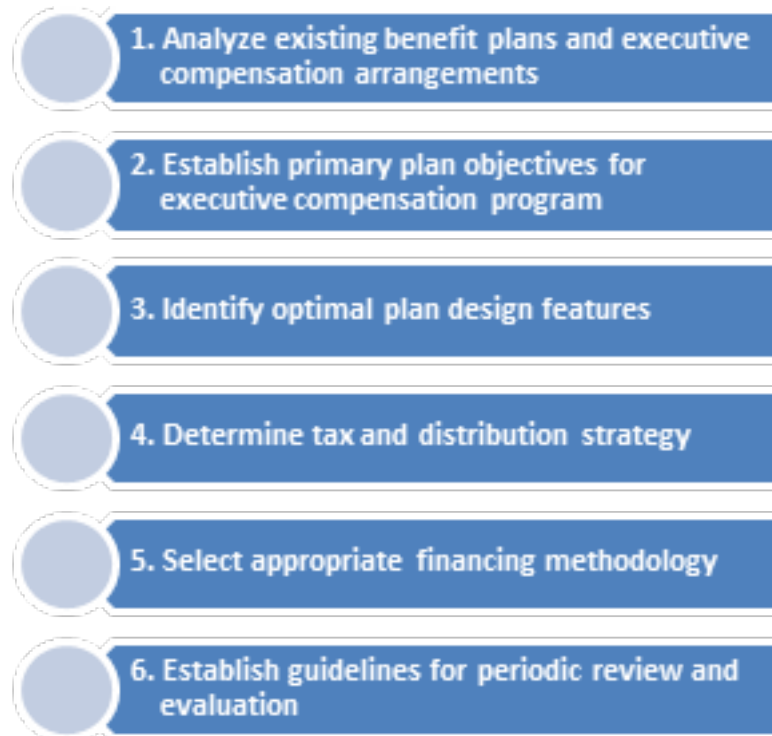 1. Analyze existing benefit plans and executive
compensation arrangements
2. Establish primary plan objectives for
executive compensation program
3. Identify optimal plan design features
4. Determine tax and distribution strategy
5. Select appropriate financing methodology
6. Establish guidelines for periodic review and
evaluation